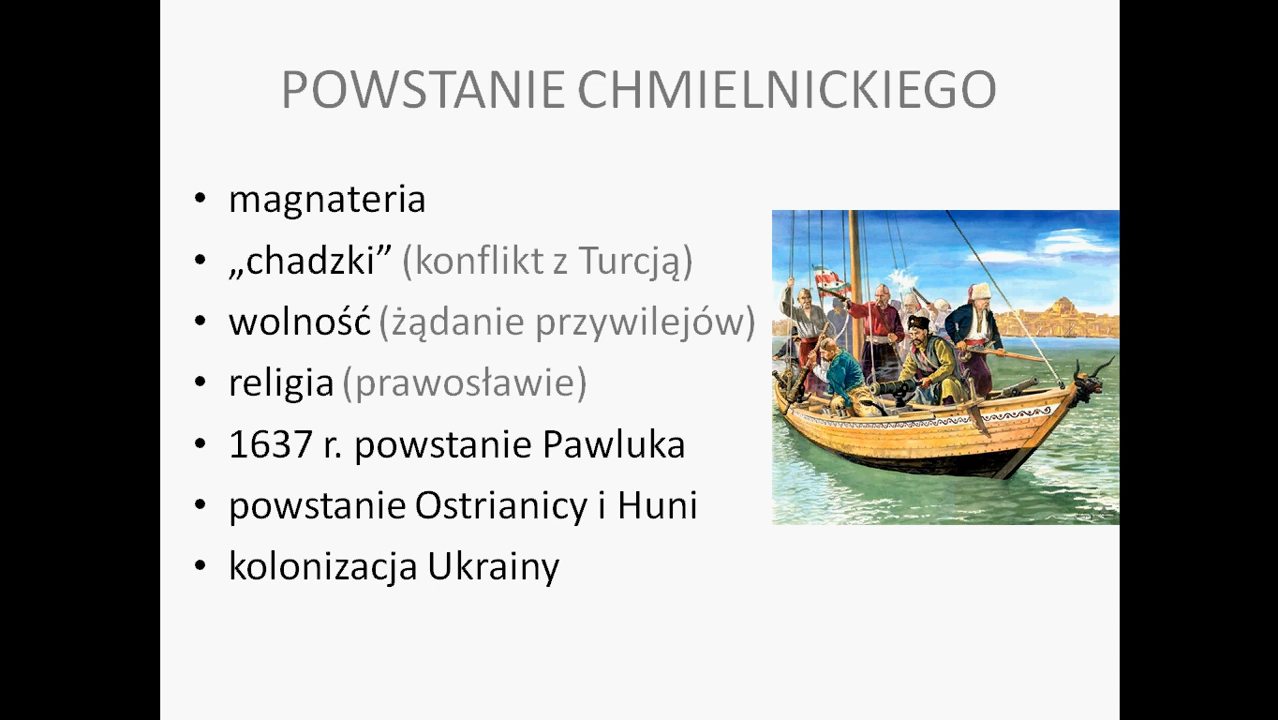 POWSTANIE CHMIELNICKIEGO
• magnateria
• „chadzki” (konflikt z Turcją)
• wolność (żądanie przywilejów)
• religia (prawosławie)
• 1637 r. powstanie Pawluka
• powstanie Ostrianicy i Huni
• kolonizacja Ukrainy